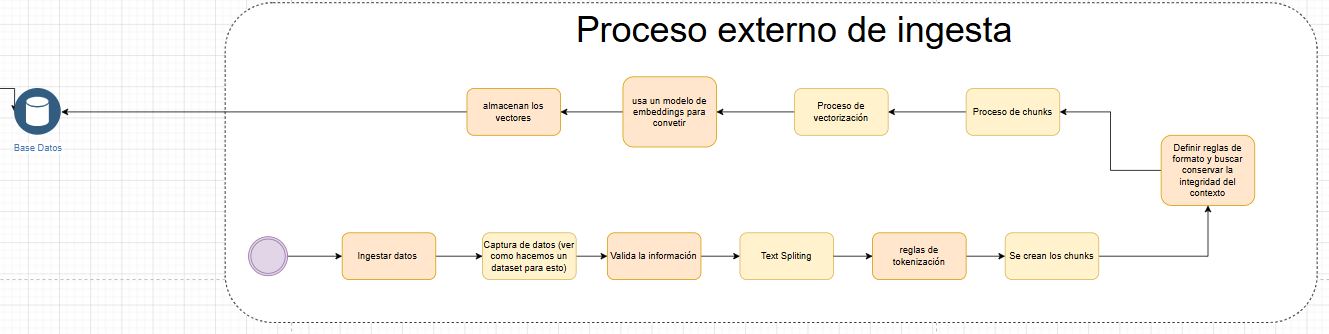 Proceso externo de ingesta
almacenan los
vectores
usa un modelo de
embeddings para
convetir
Proceso de
vectorización
Proceso de chunks
Base Datos
Definir reglas de
formato y buscar
conservar la
integridad del
contexto
Ingestar datos
Captura de datos (ver
como hacemos un
dataset para esto)
Valida la información
Text Spliting
reglas de
tokenización
Se crean los chunks